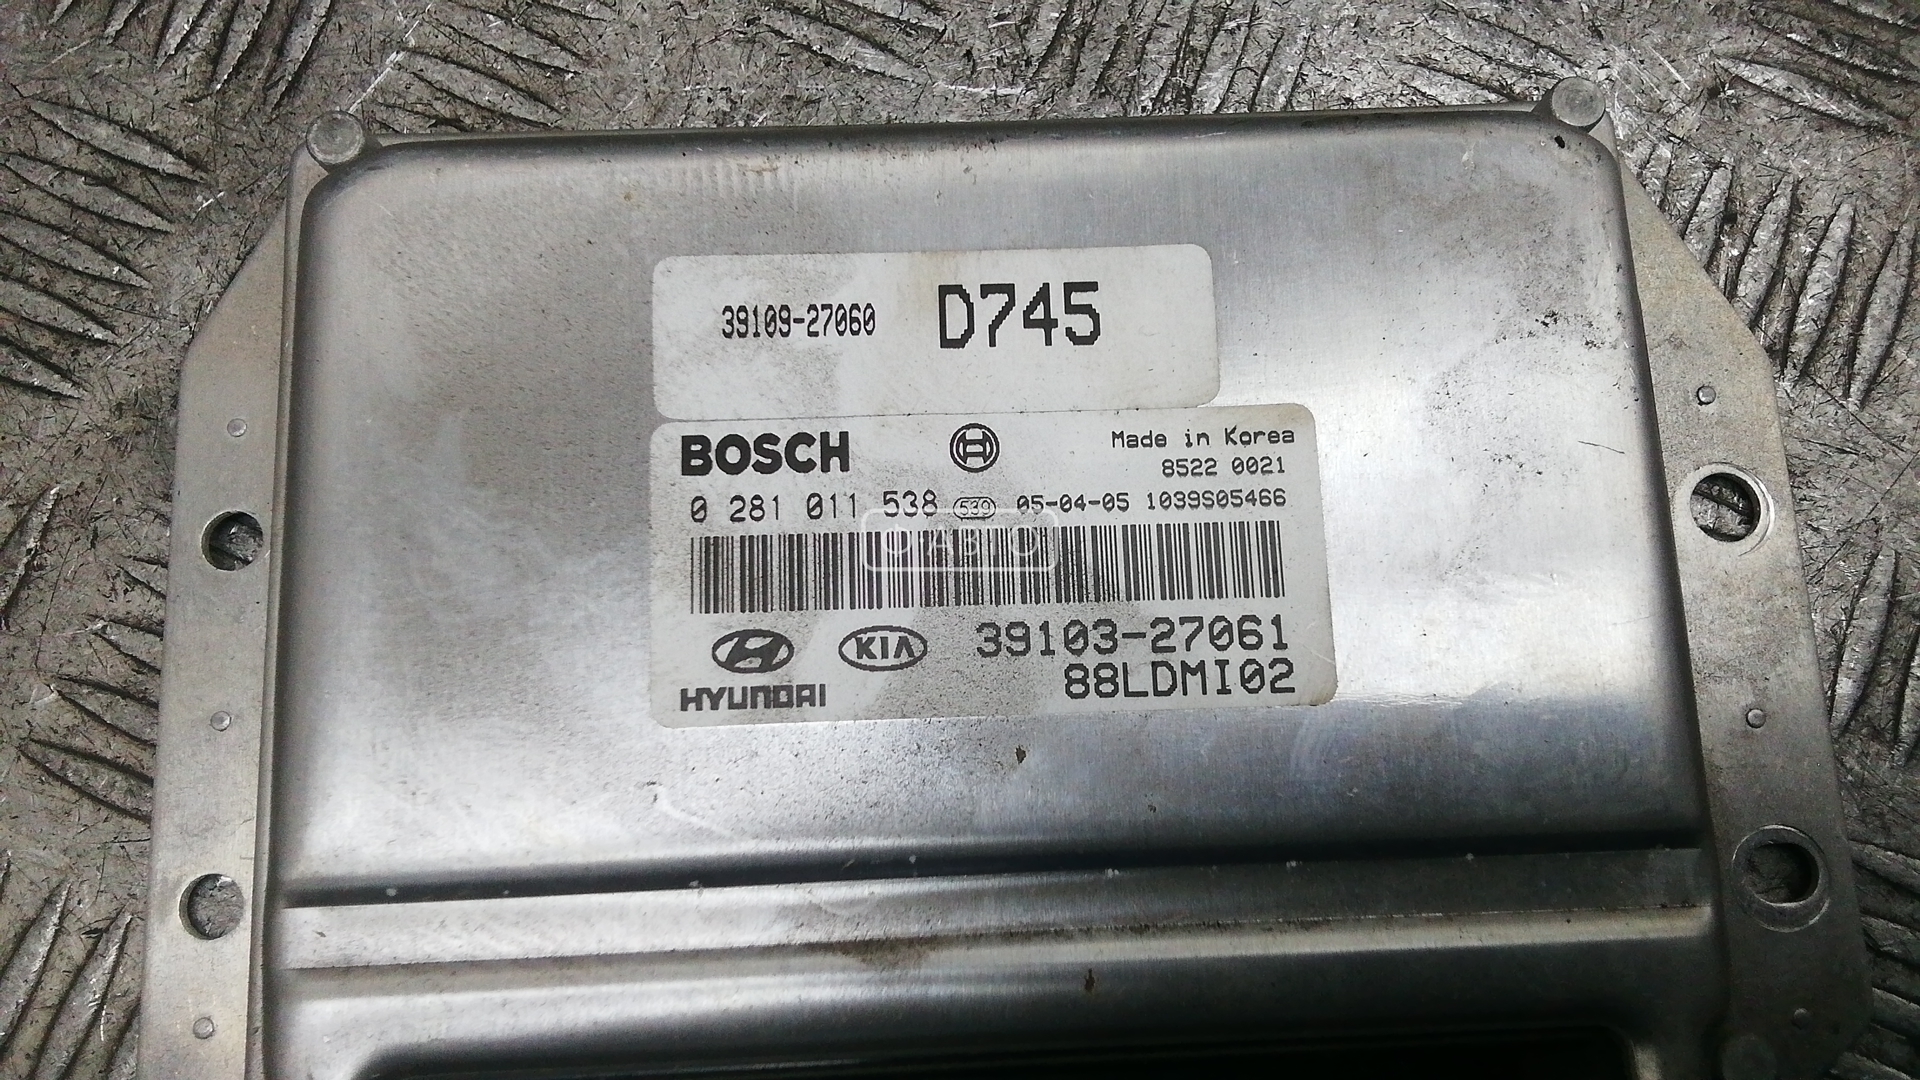 39109-27060 D745
BOSCH Made in Korea
8522 0021
0 281 011 538 539 05-04-05 1039S05466
Ф АВТО
KIA 39103-27061
HYUNDAI 88LDMI02